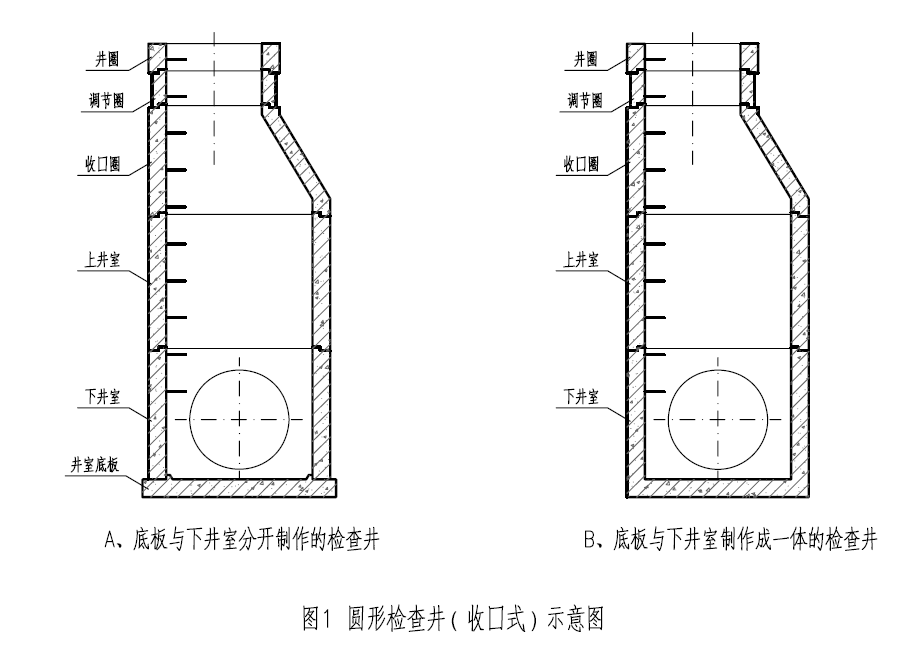 井圈
井圈
调节圈
调节圈
收口圈
收口圈
上井室
上井室
下井室
下井室
井室底板
A、底板与下井室分开制作的检查井
B、底板与下井室制作成一体的检查井
图1 圆形检查井(收口式)示意图